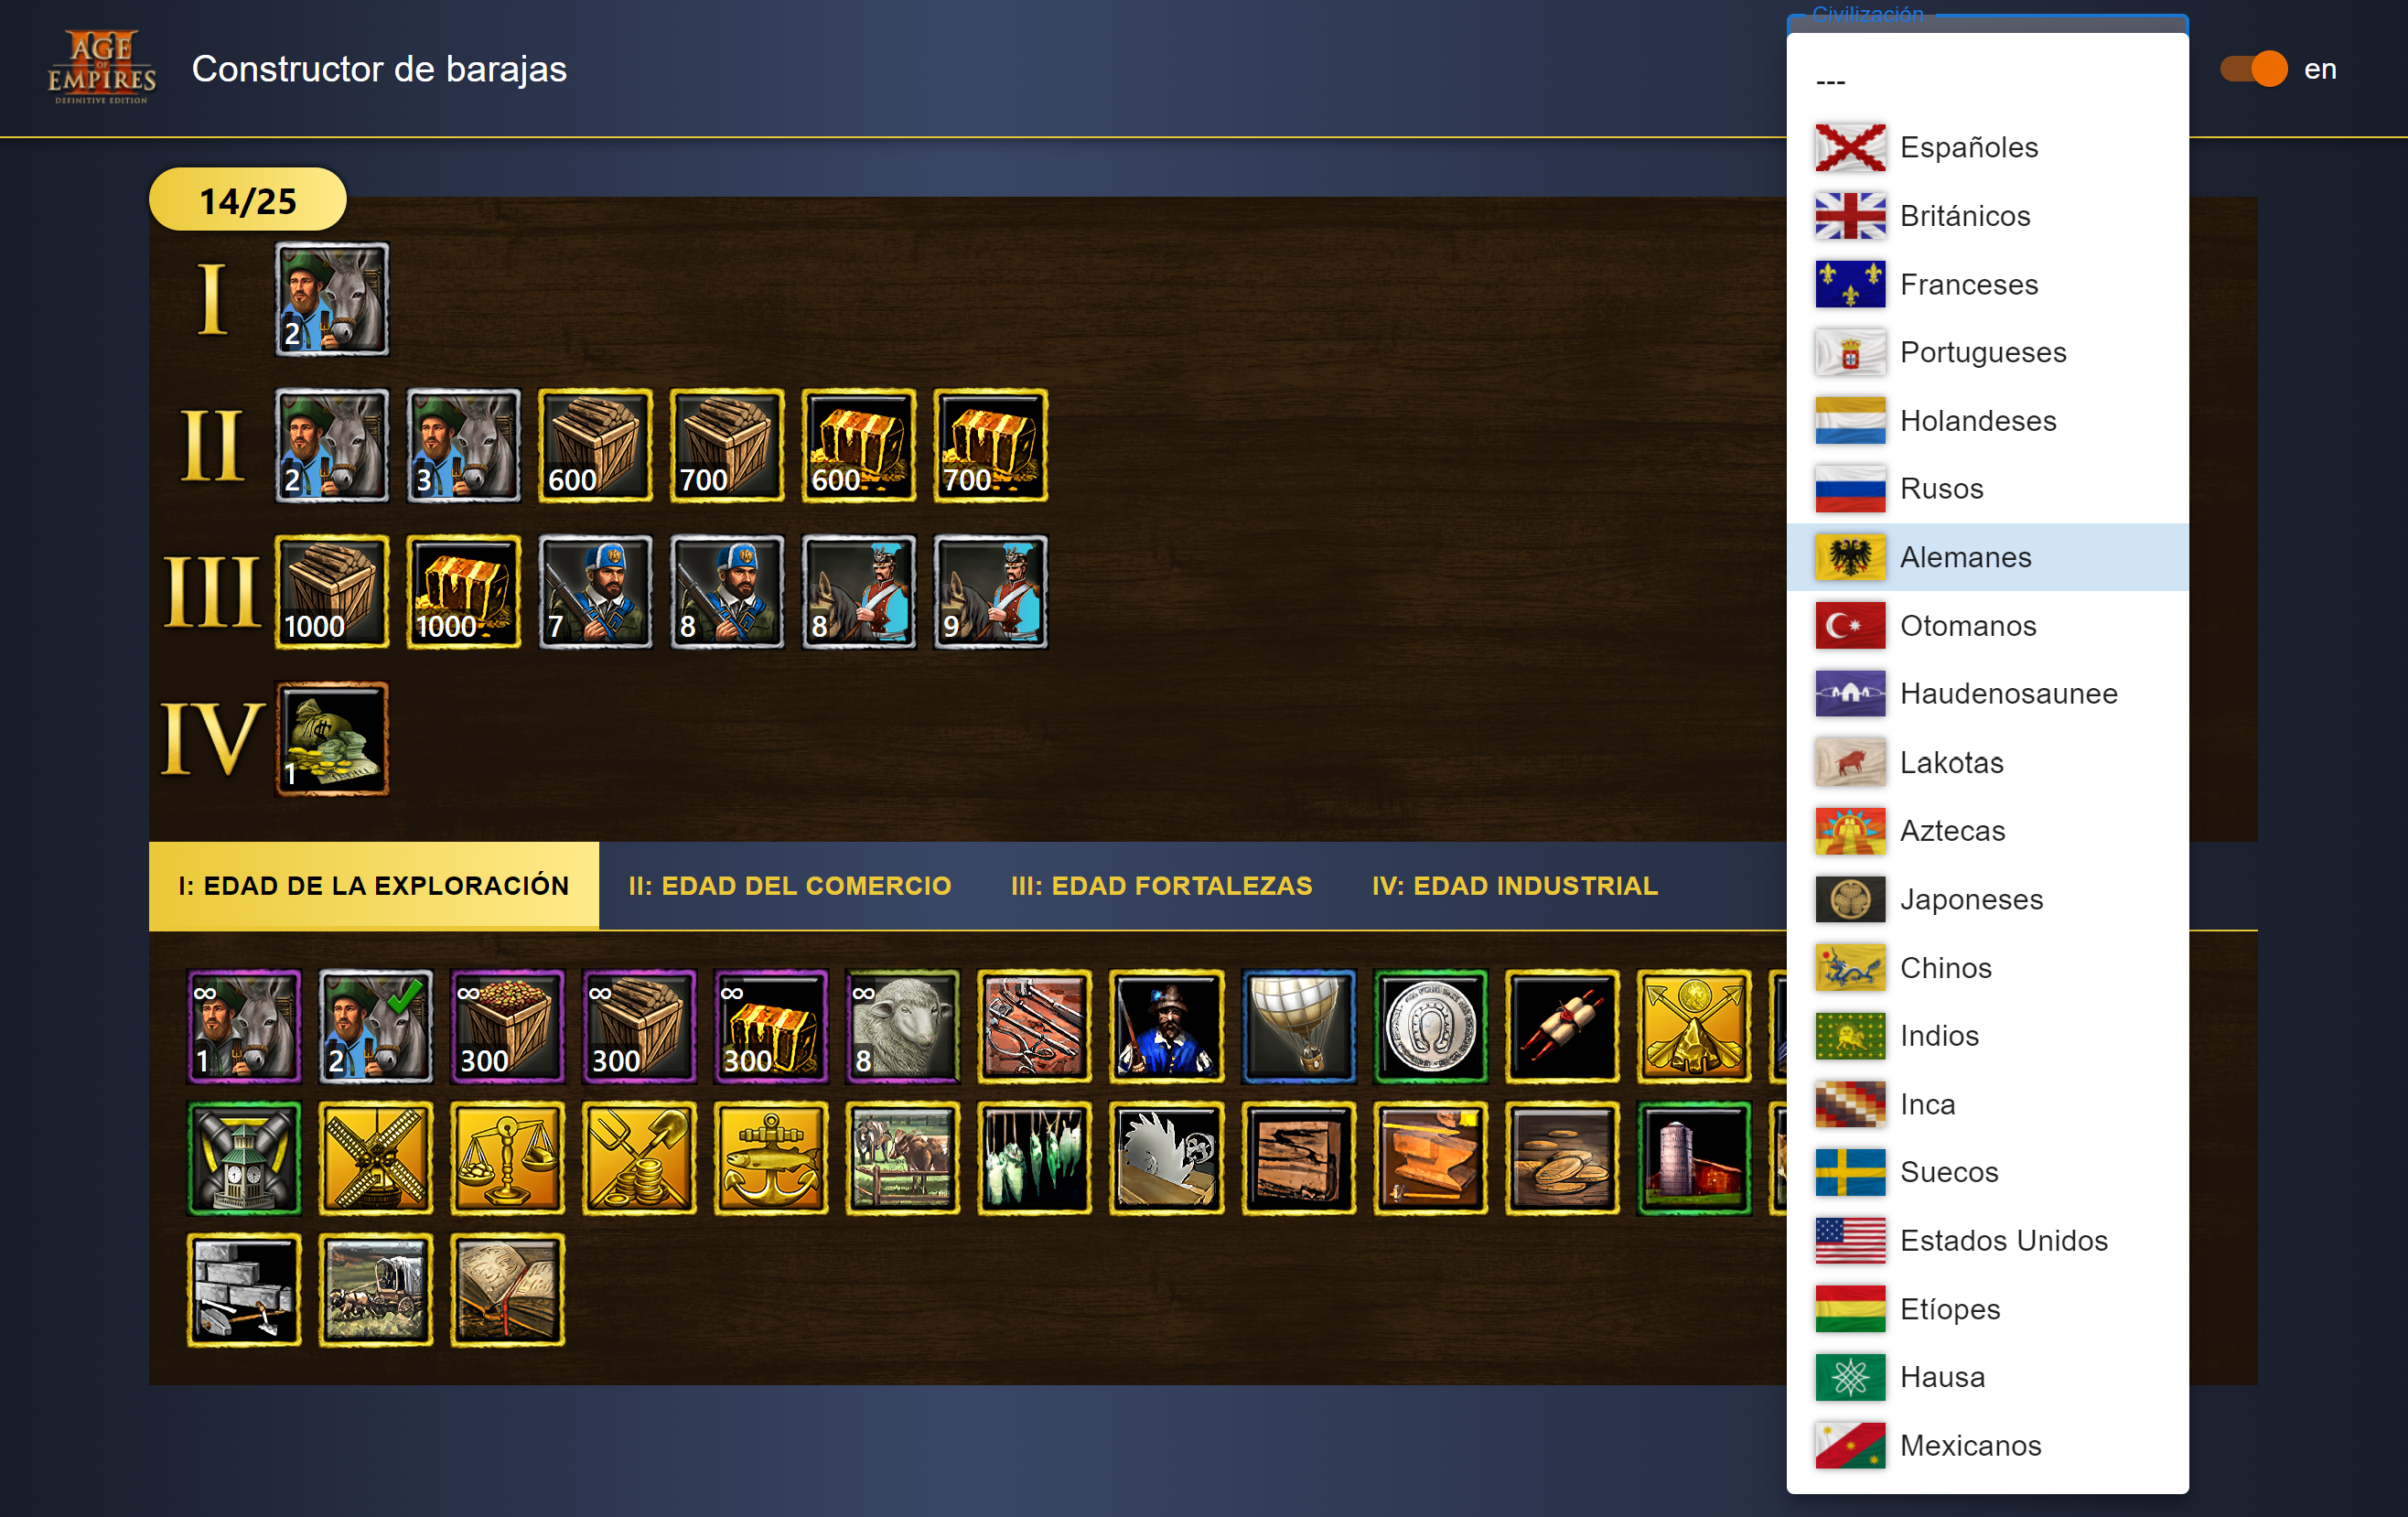 AGE
OF
EMPIRES
DEFINITIVE EDITION
Constructor de barajas
Civilización
en
---
Españoles
Británicos
Franceses
Portugueses
Holandeses
Rusos
Alemanes
Otomanos
Haudenosaunee
Lakotas
Aztecas
Japoneses
Chinos
Indios
Inca
Suecos
Estados Unidos
Etíopes
Hausa
Mexicanos
14/25
I
2
II
2 3 600 700 600 700
III
1000 1000 7 8 8 9
IV
1
I: EDAD DE LA EXPLORACIÓN II: EDAD DEL COMERCIO III: EDAD FORTALEZAS IV: EDAD INDUSTRIAL
∞ ∞ ∞ ∞ ∞
1 2 300 300 300 8